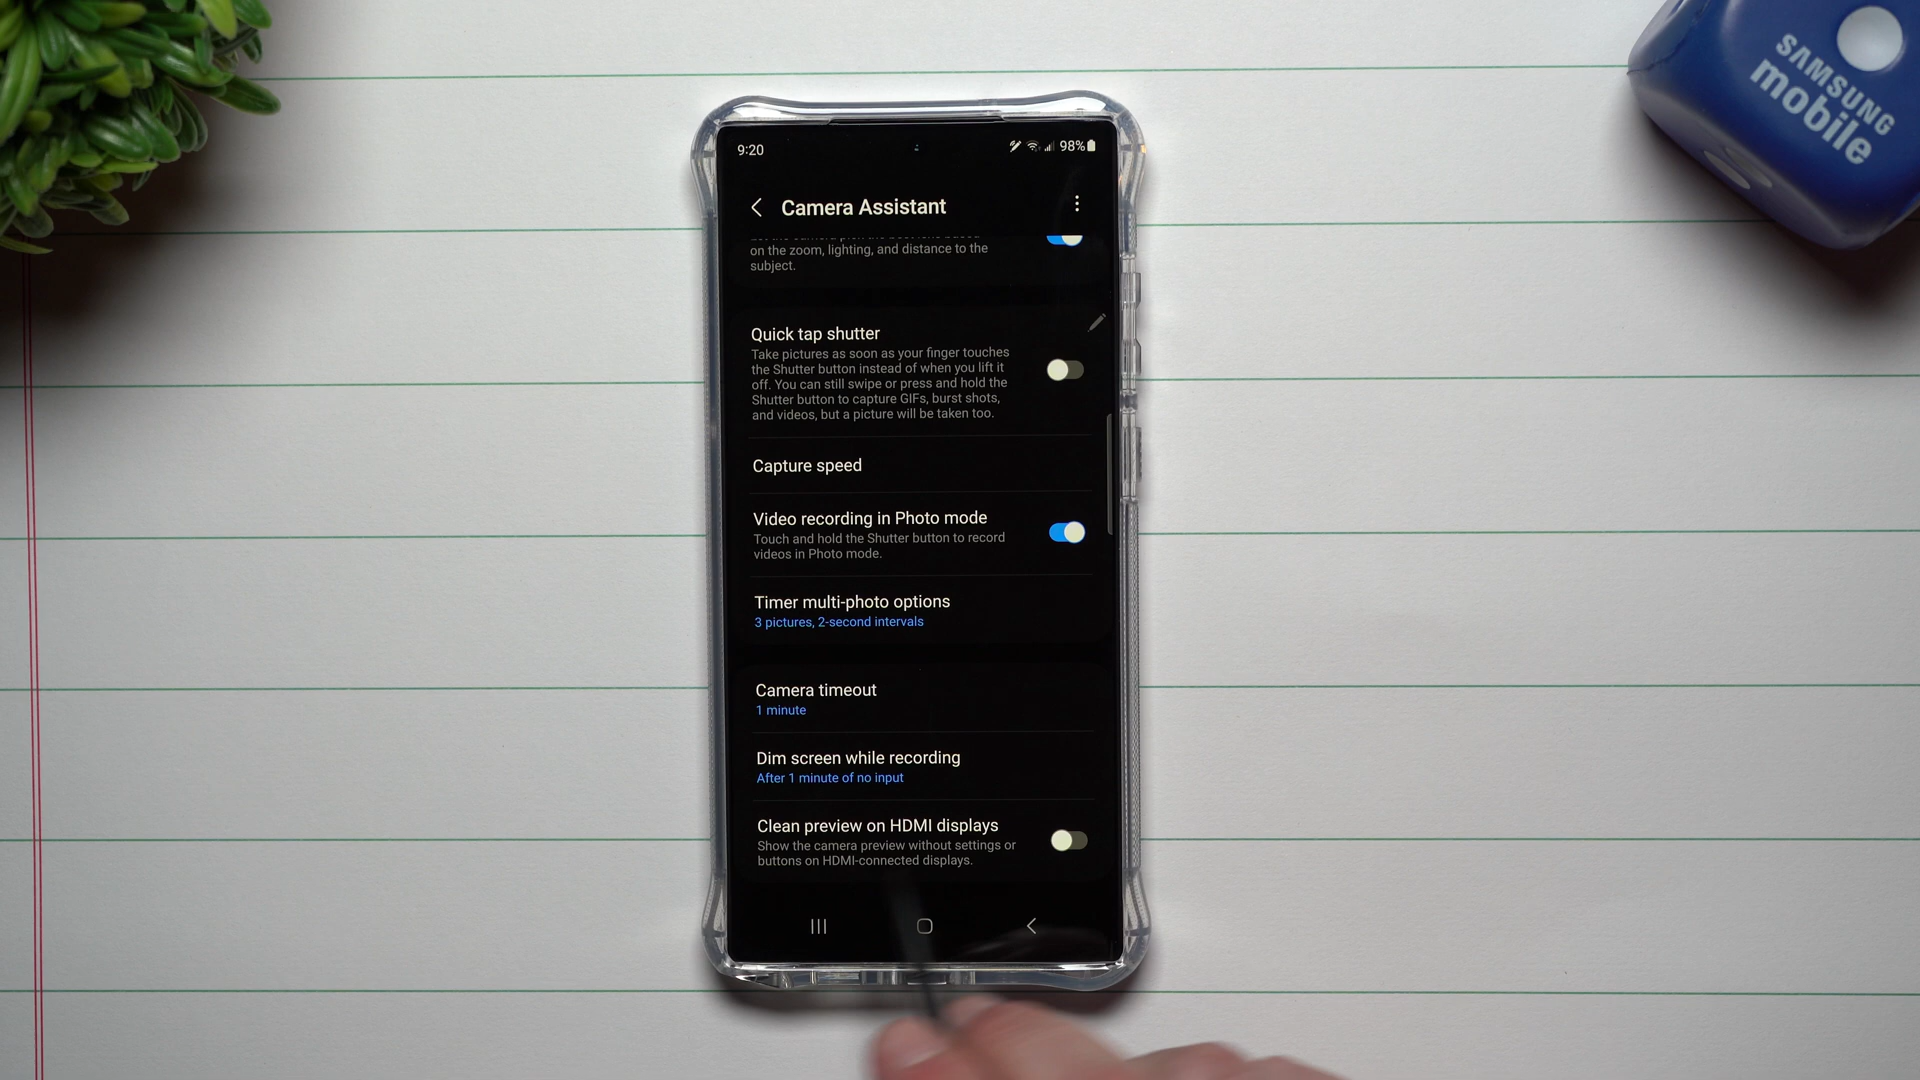 SAMSUNG
mobile
9:20
98%
Camera Assistant
on the zoom, lighting, and distance to the
subject.
Quick tap shutter
Take pictures as soon as your finger touches
the Shutter button instead of when you lift it
off. You can still swipe or press and hold the
Shutter button to capture GIFs, burst shots,
and videos, but a picture will be taken too.
Capture speed
Video recording in Photo mode
Touch and hold the Shutter button to record
videos in Photo mode.
Timer multi-photo options
3 pictures, 2-second intervals
Camera timeout
1 minute
Dim screen while recording
After 1 minute of no input
Clean preview on HDMI displays
Show the camera preview without settings or
buttons on HDMI-connected displays.